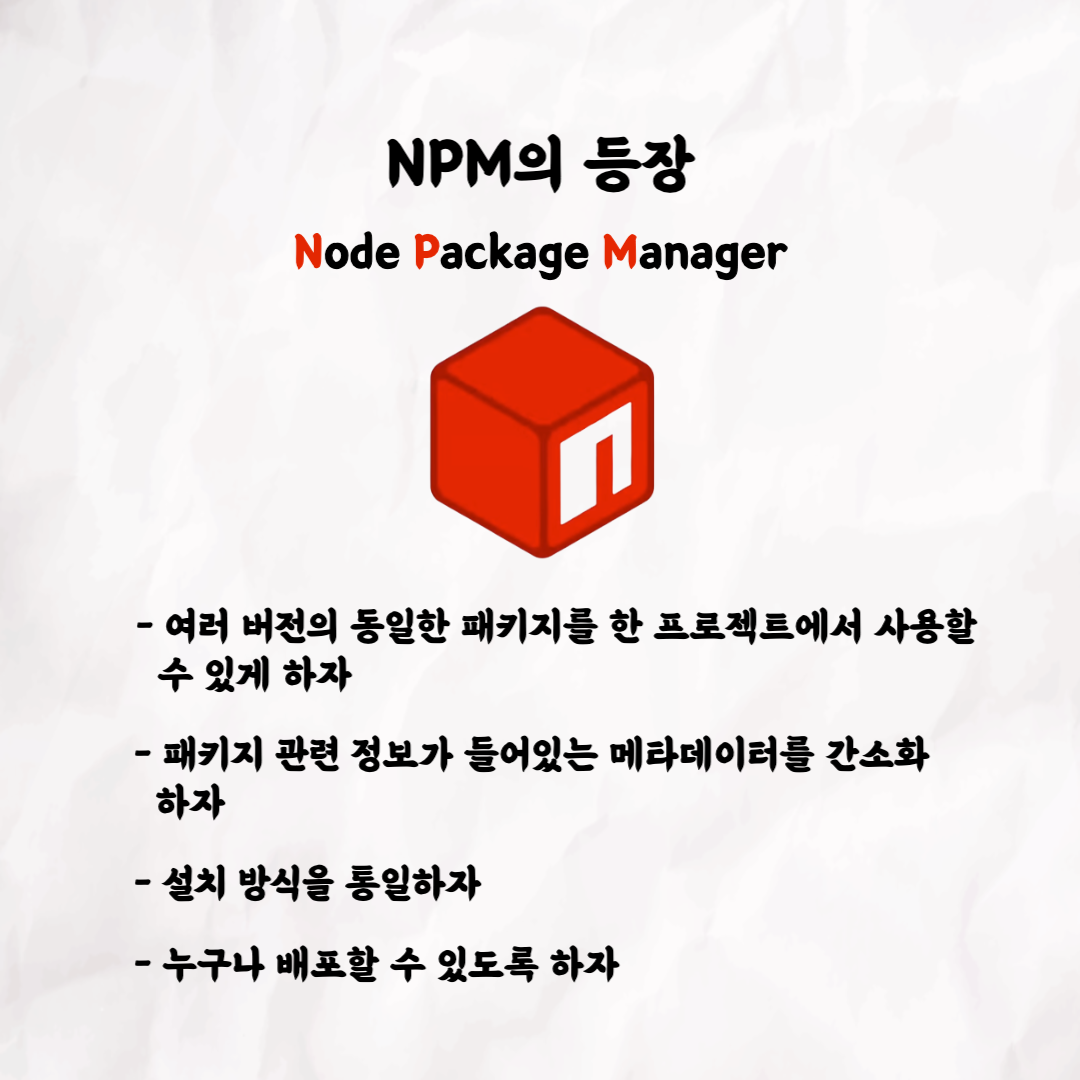 NPM의 등장
Node Package Manager
n
- 여러 버전의 동일한 패키지를 한 프로젝트에서 사용할
수 있게 하자
- 패키지 관련 정보가 들어있는 메타데이터를 간소화
하자
- 설치 방식을 통일하자
- 누구나 배포할 수 있도록 하자